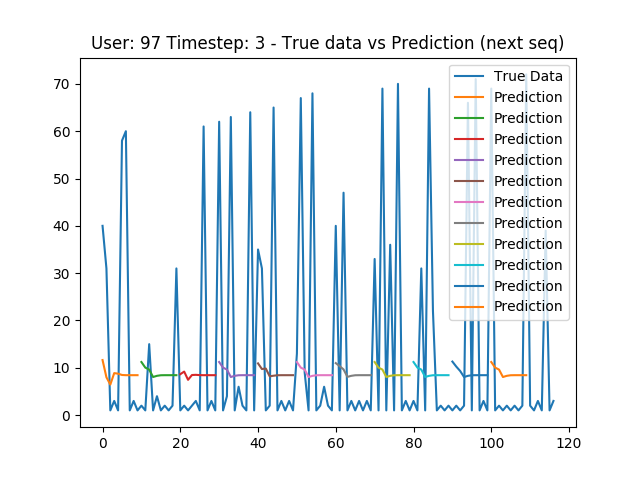 User: 97 Timestep: 3 - True data vs Prediction (next seq)
70
60
50
40
30
20
10
0
0 20 40 60 80 100 120
True Data
Prediction
Prediction
Prediction
Prediction
Prediction
Prediction
Prediction
Prediction
Prediction
Prediction
Prediction